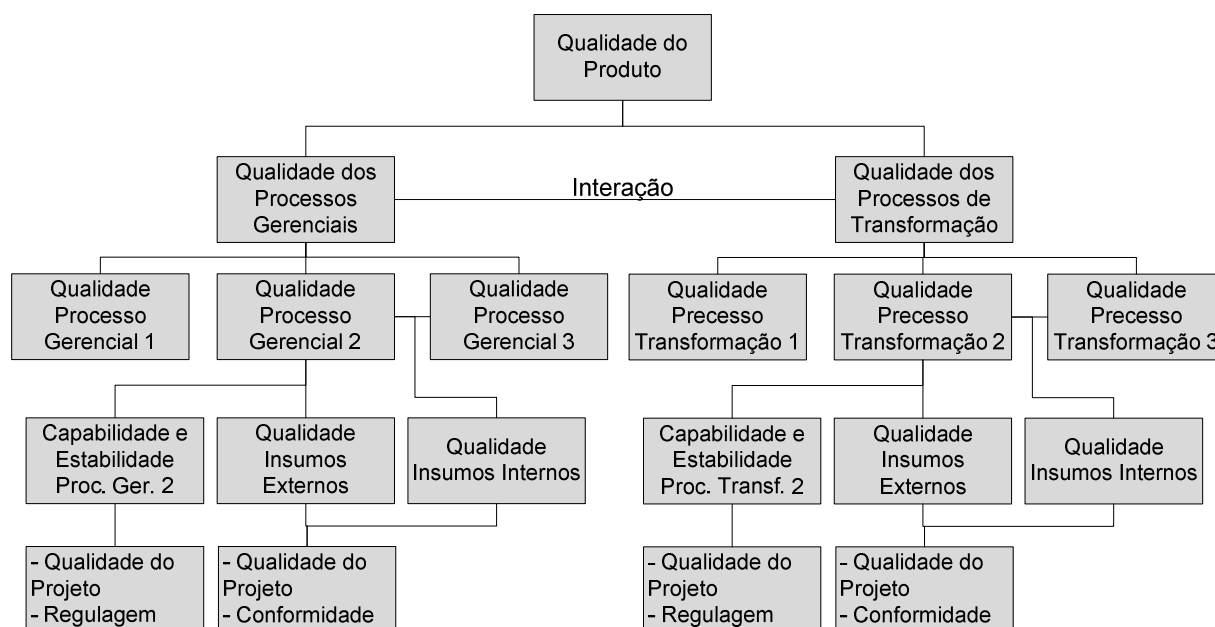 Qualidade do
Produto
Qualidade dos
Processos
Gerenciais
Interação
Qualidade dos
Processos de
Transformação
Qualidade
Processo
Gerencial 1
Qualidade
Processo
Gerencial 2
Qualidade
Processo
Gerencial 3
Qualidade
Precesso
Transformação 1
Qualidade
Precesso
Transformação 2
Qualidade
Precesso
Transformação 3
Capabilidade e
Estabilidade
Proc. Ger. 2
Qualidade
Insumos
Externos
Qualidade
Insumos Internos
Capabilidade e
Estabilidade
Proc. Transf. 2
Qualidade
Insumos
Externos
Qualidade
Insumos Internos
- Qualidade do
Projeto
- Regulagem
- Qualidade do
Projeto
- Conformidade
- Qualidade do
Projeto
- Regulagem
- Qualidade do
Projeto
- Conformidade